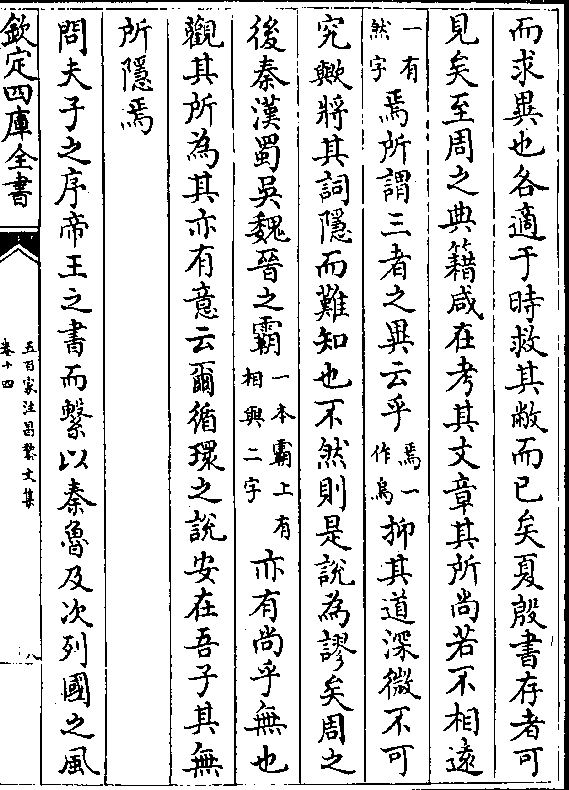 而求異也各適于時救其敝而已矣夏殷書存者可
見矣至周之典籍咸在考其文章其所尚若不相遠
一有
然字
焉所謂三者之異云乎
焉一
作烏
抑其道深微不可
究歟將其詞隱而難知也不然則是說為謬矣周之
後秦漢蜀吳魏晉之霸
一本霸上有
相與二字
亦有尚乎無也
觀其所為其亦有意云爾循環之說安在吾子其無
所隱焉
問夫子之序帝王之書而繫以秦魯及次列國之風
欽定四庫全書
五百家注昌黎文集
卷十四
八